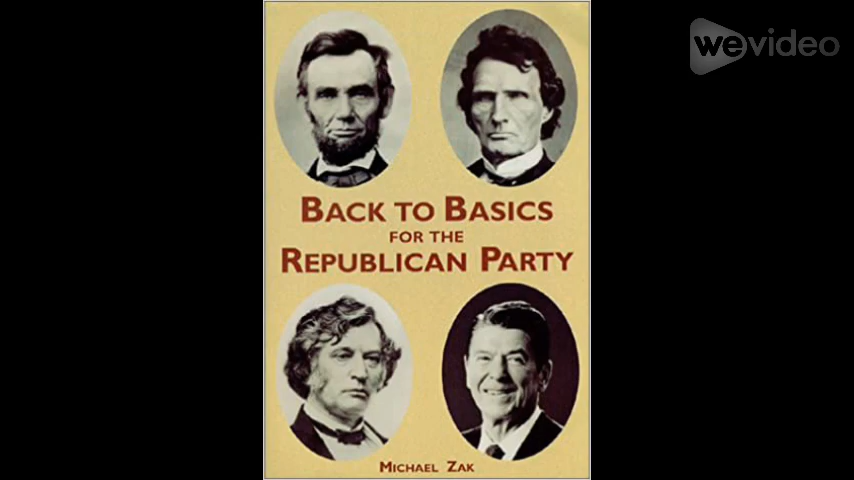 wevideo
BACK TO BASICS
FOR THE
REPUBLICAN PARTY
MICHAEL ZAK